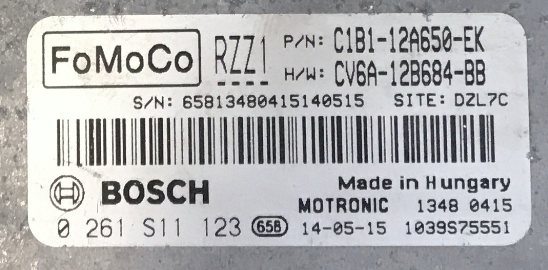 FoMoCo RZZ1 P/N: C1B1-12A650-EK
H/W: CV6A-12B684-BB
S/N: 65813480415140515 SITE: DZL7C
BOSCH Made in Hungary
MOTRONIC 1348 0415
0 261 S11 123 658 14-05-15 1039S75551